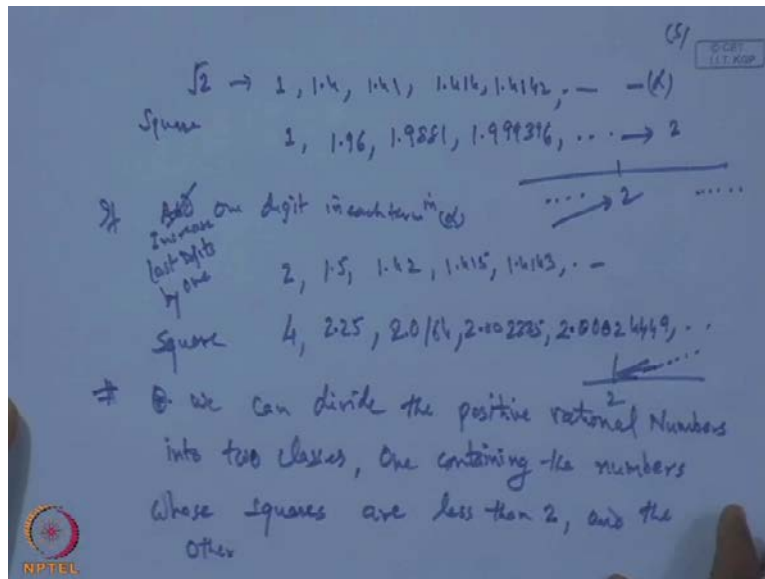 (5)
© CET
I.I.T. KGP
√2 → 1, 1.4, 1.41, 1.414, 1.4142, — —(α)
Square 1, 1.96, 1.9881, 1.999396, ... → 2
..... → 2 .....
If one digit in each term in (α)
Increase
last digits
by one
2, 1.5, 1.42, 1.415, 1.4143, . —
Square 4, 2.25, 2.0164, 2.002225, 2.00024449, ..
2
⇒ we can divide the positive rational Numbers
into two classes, One containing the numbers
whose squares are less than 2, and the
other
NPTEL